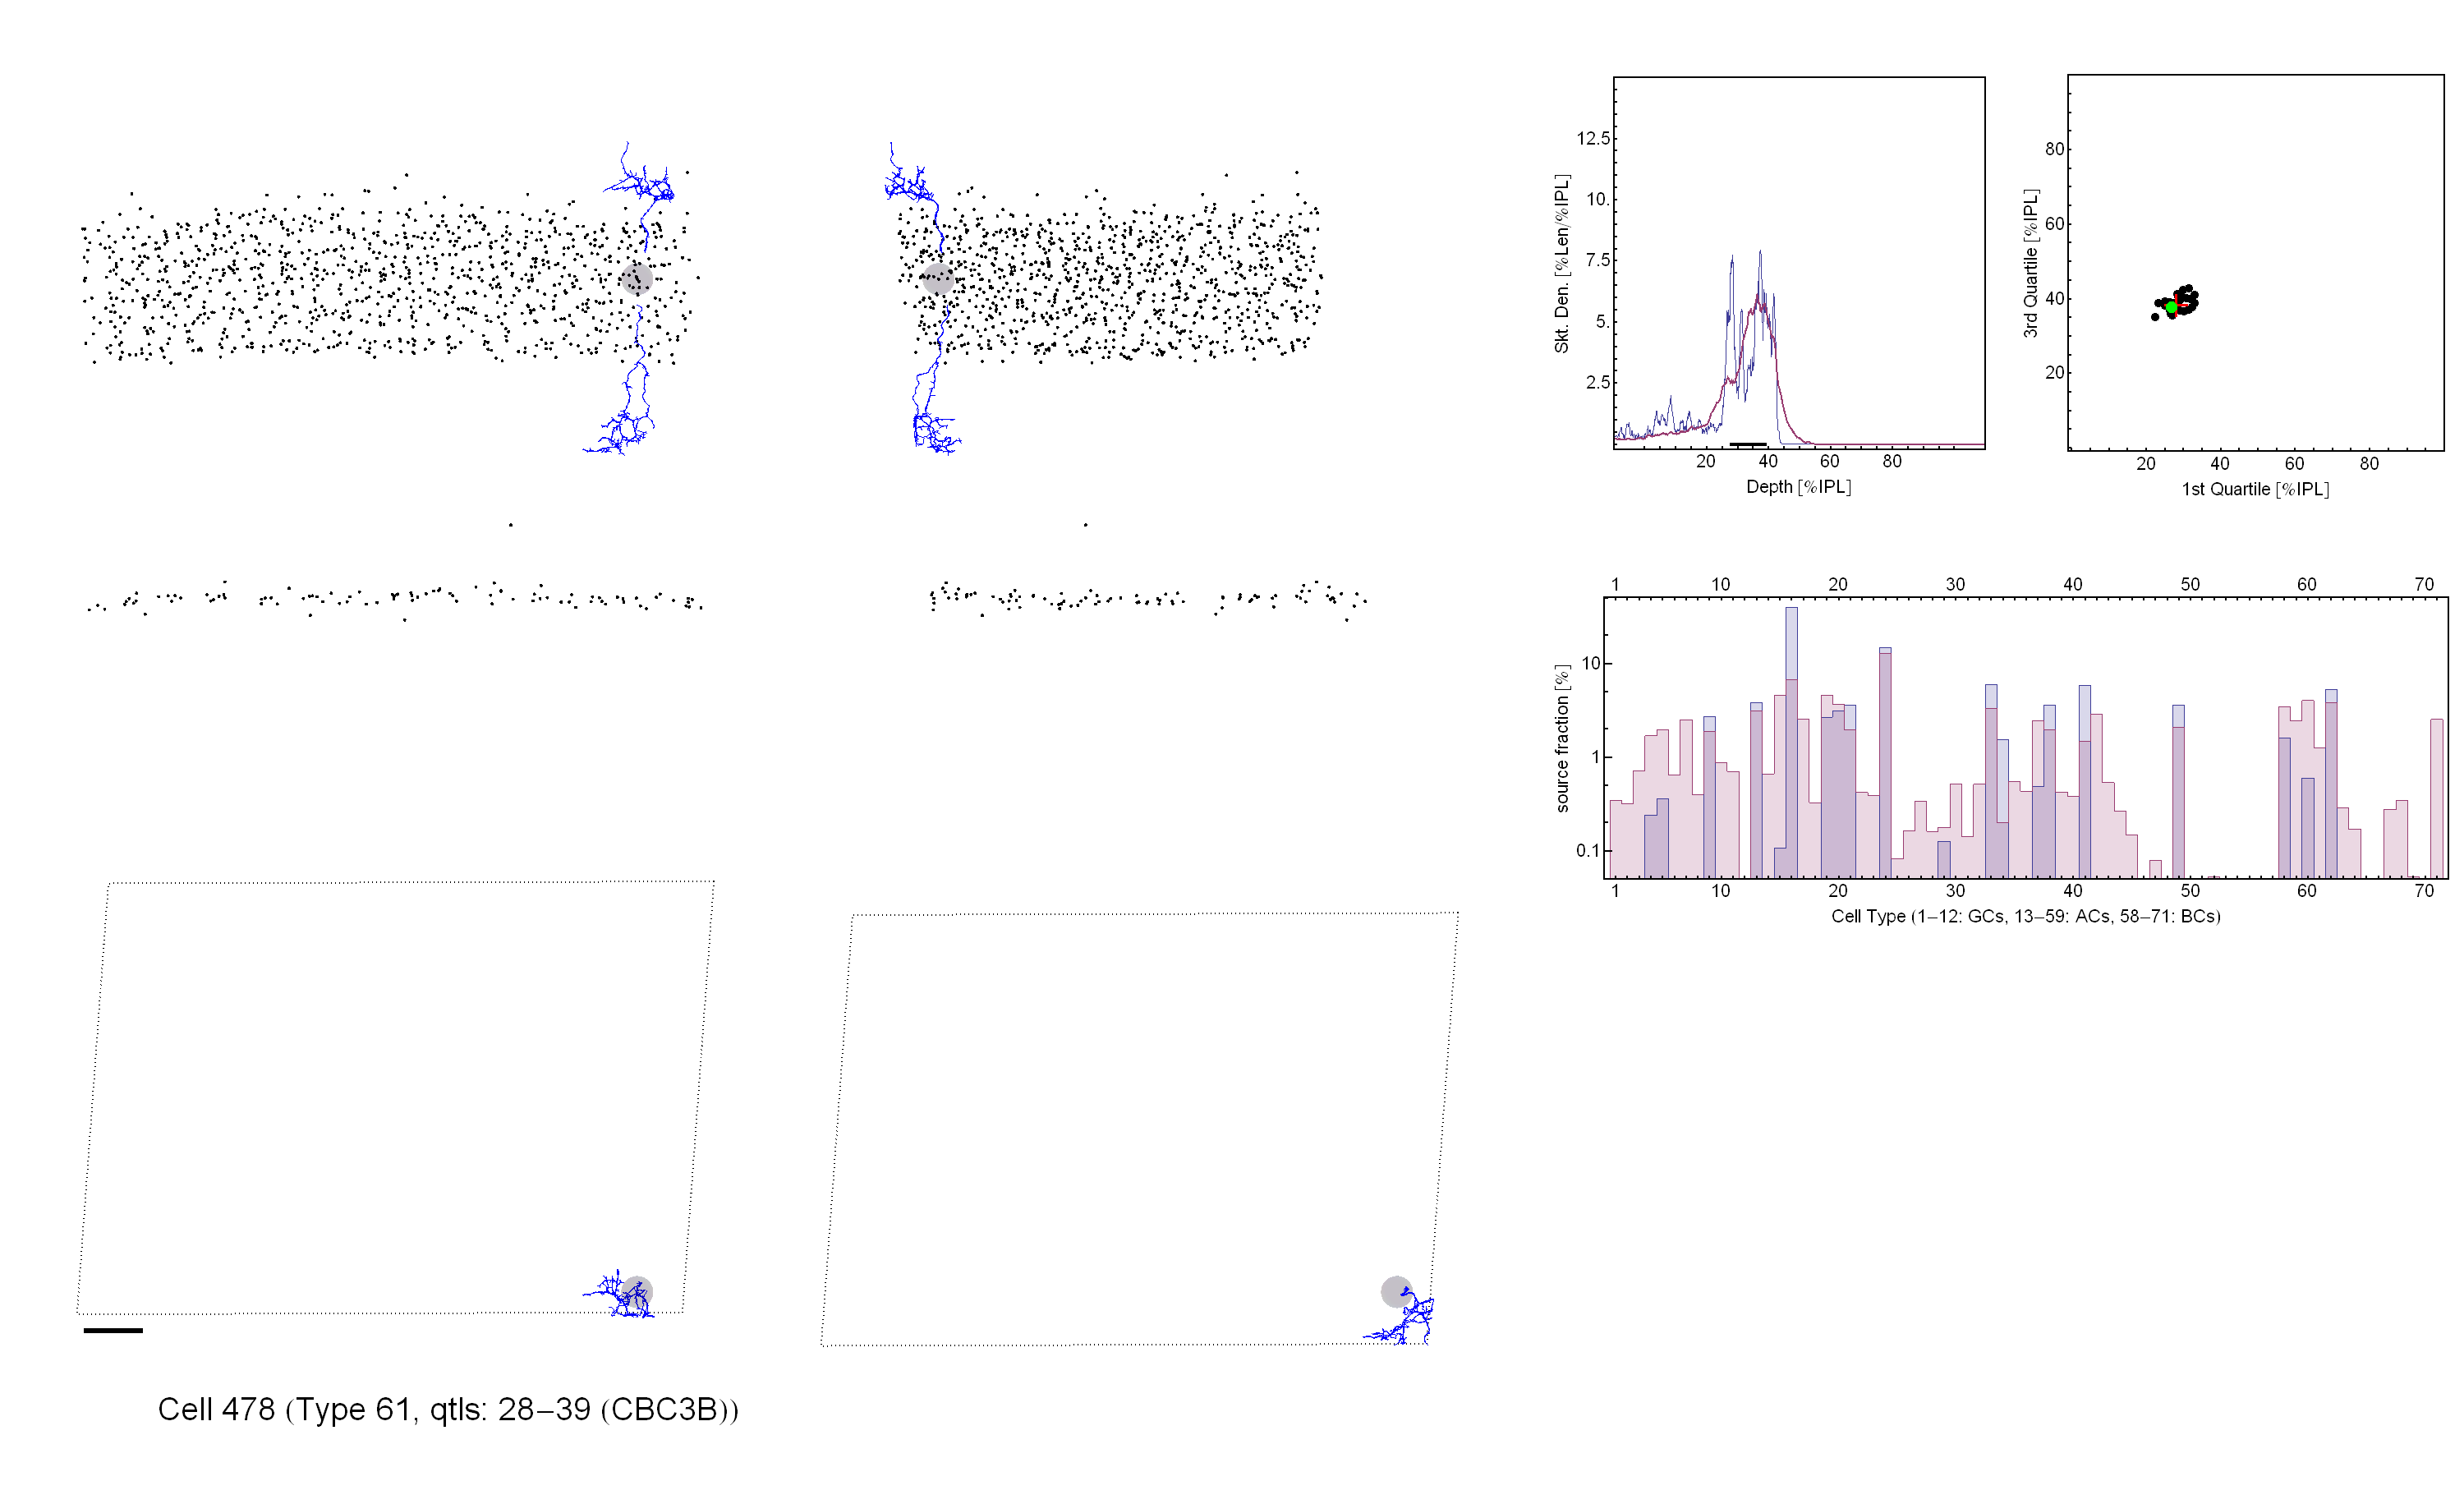 12.5
10.
7.5
5.
2.5
Skt. Den. [%Len/%IPL]
20 40 60 80
Depth [%IPL]
80
60
40
20
3rd Quartile [%IPL]
20 40 60 80
1st Quartile [%IPL]
1 10 20 30 40 50 60 70
10
1
0.1
source fraction [%]
1 10 20 30 40 50 60 70
Cell Type (1–12: GCs, 13–59: ACs, 58–71: BCs)
Cell 478 (Type 61, qtls: 28–39 (CBC3B))